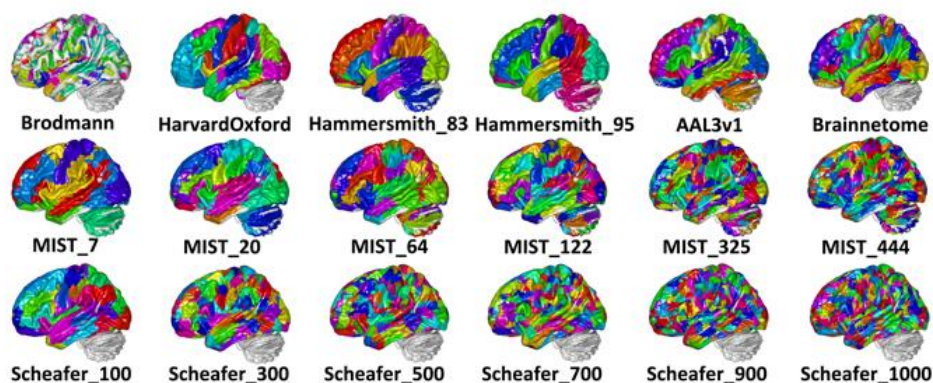 Brodmann HarvardOxford Hammersmith_83 Hammersmith_95 AAL3v1 Brainnetome
MIST_7 MIST_20 MIST_64 MIST_122 MIST_325 MIST_444
Scheafer_100 Scheafer_300 Scheafer_500 Scheafer_700 Scheafer_900 Scheafer_1000